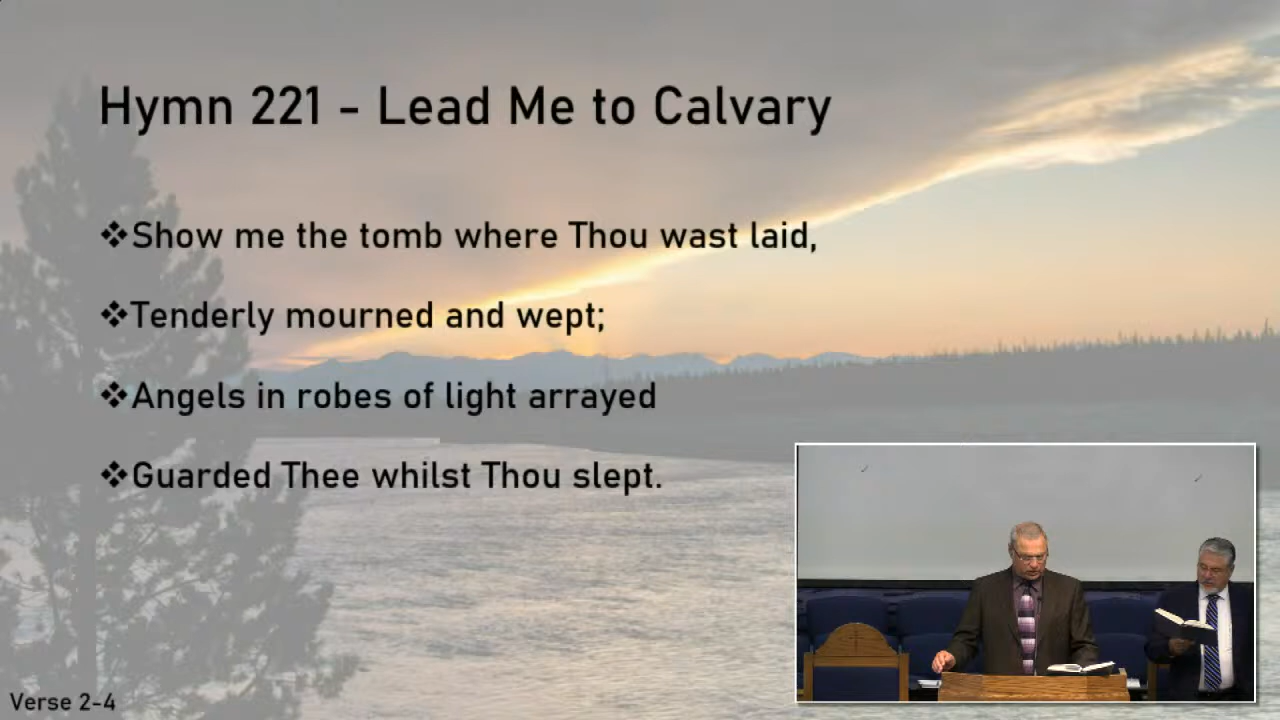 Hymn 221 - Lead Me to Calvary
❖Show me the tomb where Thou wast laid,
❖Tenderly mourned and wept;
❖Angels in robes of light arrayed
❖Guarded Thee whilst Thou slept.
Verse 2-4